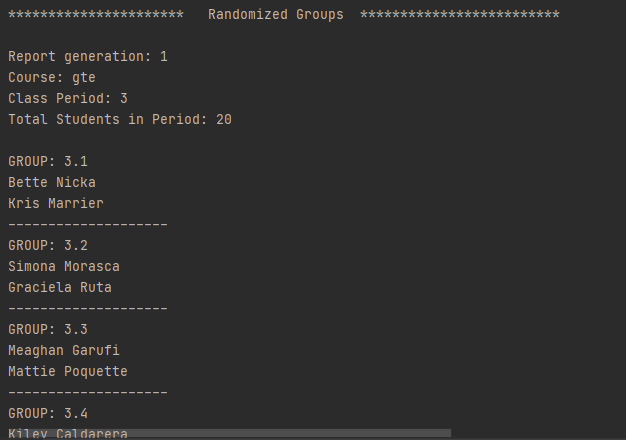 **********************   Randomized Groups  *************************
Report generation: 1
Course: gte
Class Period: 3
Total Students in Period: 20
GROUP: 3.1
Bette Nicka
Kris Marrier
--------------------
GROUP: 3.2
Simona Morasca
Graciela Ruta
--------------------
GROUP: 3.3
Meaghan Garufi
Mattie Poquette
--------------------
GROUP: 3.4
Kiley Caldarera